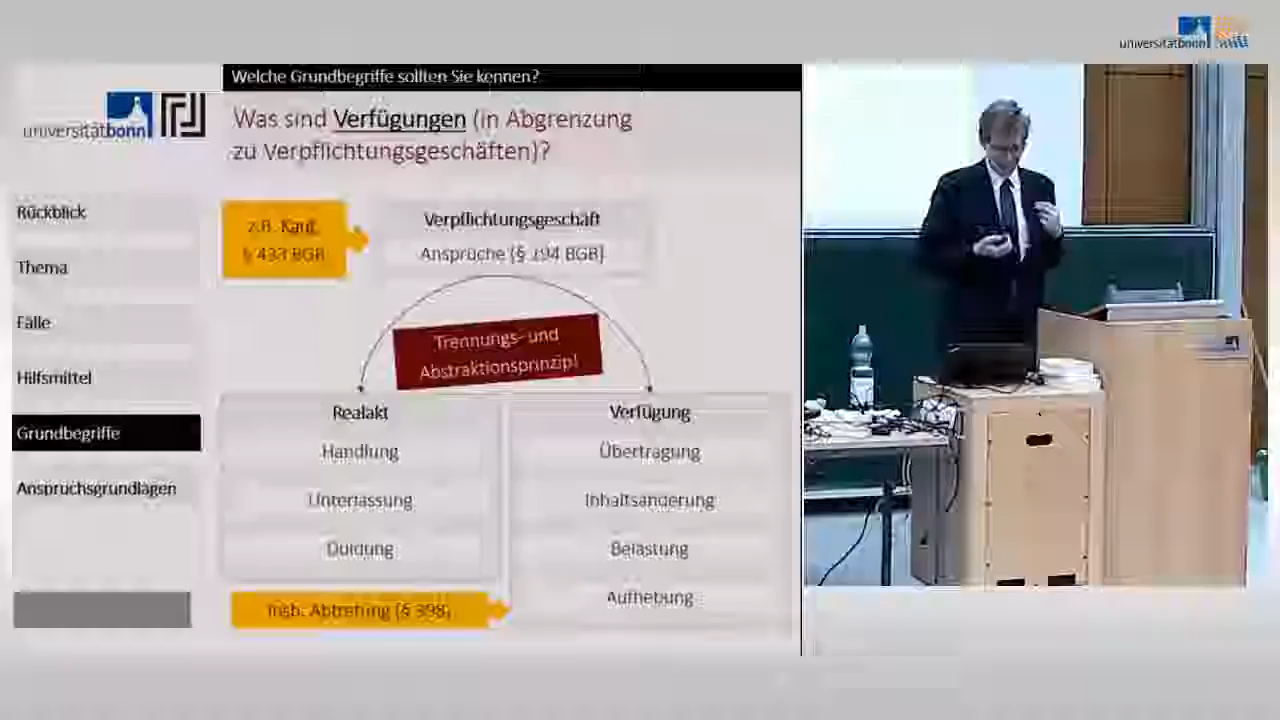 universitätbonn
Welche Grundbegriffe sollten Sie kennen?
universitätbonn
Was sind Verfügungen (in Abgrenzung
zu Verpflichtungsgeschäften)?
Rückblick
Thema
Fälle
Hilfsmittel
Grundbegriffe
Anspruchsgrundlagen
z.B. Kauf,
§ 433 BGB
Verpflichtungsgeschäft
Ansprüche (§ 194 BGB)
Trennungs- und
Abstraktionsprinzip!
Realakt
Handlung
Unterlassung
Duldung
Insb. Abtretung (§ 398)
Verfügung
Übertragung
Inhaltsänderung
Belastung
Aufhebung